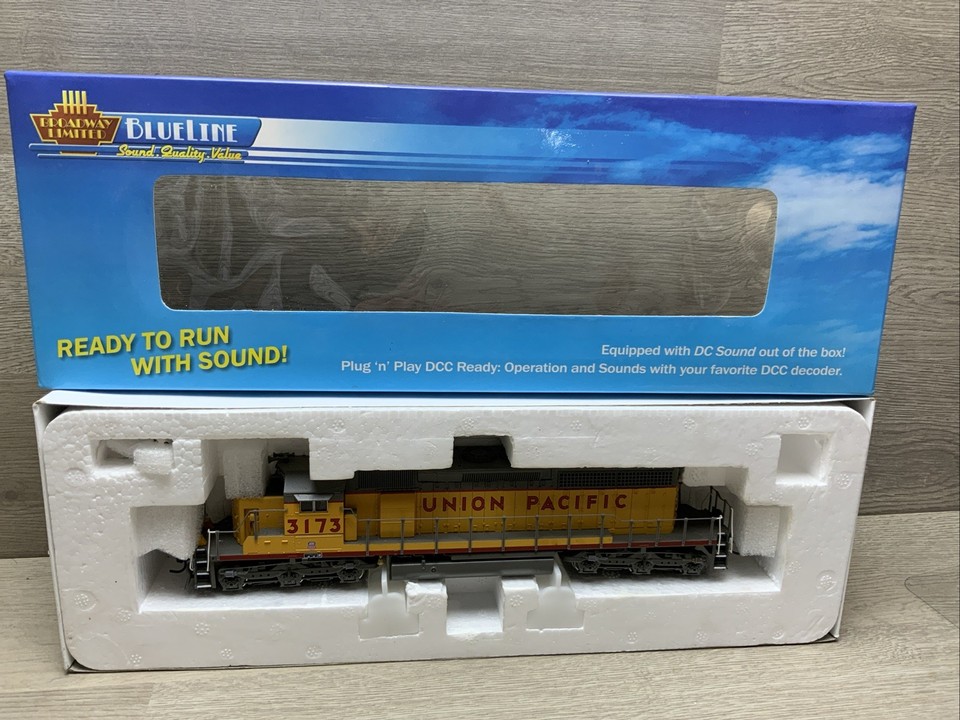 BROADWAY
LIMITED
BLUELINE
Sound.Quality.Value
READY TO RUN
WITH SOUND!
Equipped with DC Sound out of the box!
Plug ‘n’ Play DCC Ready: Operation and Sounds with your favorite DCC decoder.
UNION PACIFIC
3173